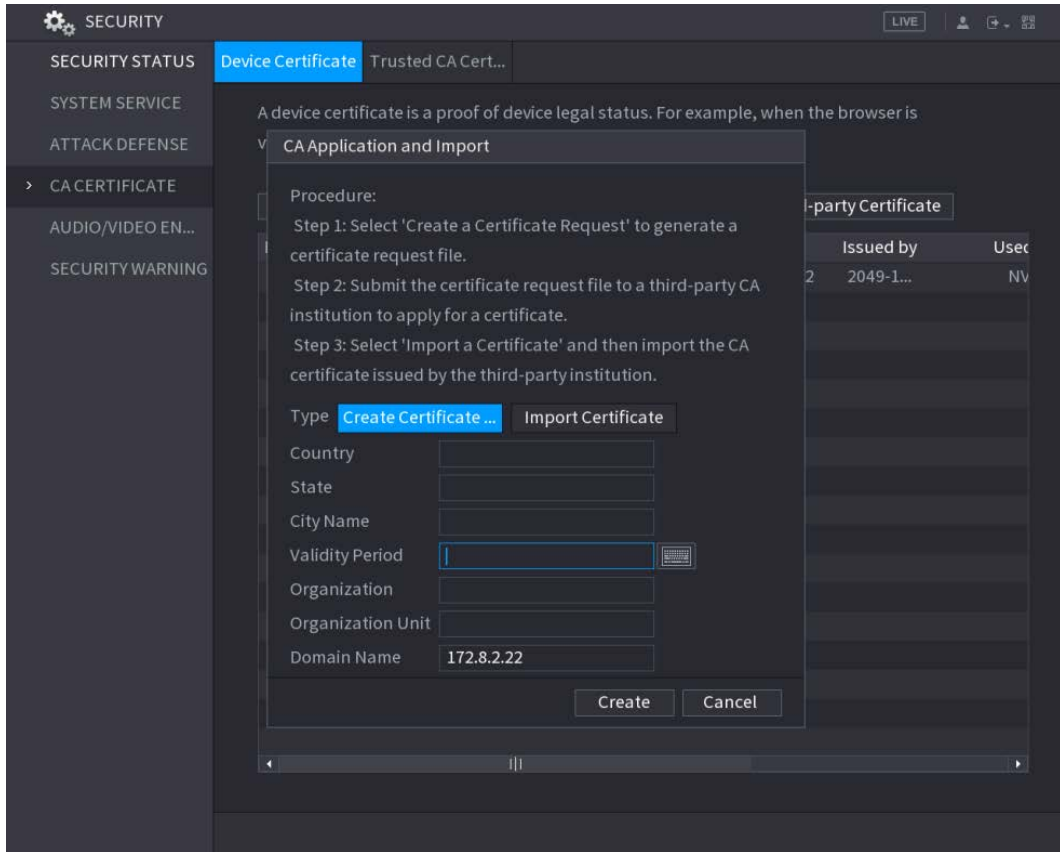 SECURITY
LIVE
SECURITY STATUS
Device Certificate
Trusted CA Cert...
SYSTEM SERVICE
ATTACK DEFENSE
CA CERTIFICATE
AUDIO/VIDEO EN...
SECURITY WARNING
A device certificate is a proof of device legal status. For example, when the browser is
CA Application and Import
Procedure:
Step 1: Select 'Create a Certificate Request' to generate a
certificate request file.
Step 2: Submit the certificate request file to a third-party CA
institution to apply for a certificate.
Step 3: Select 'Import a Certificate' and then import the CA
certificate issued by the third-party institution.
-party Certificate
Issued by
Used
2 2049-1... NV
Type Create Certificate ... Import Certificate
Country
State
City Name
Validity Period
Organization
Organization Unit
Domain Name 172.8.2.22
Create Cancel